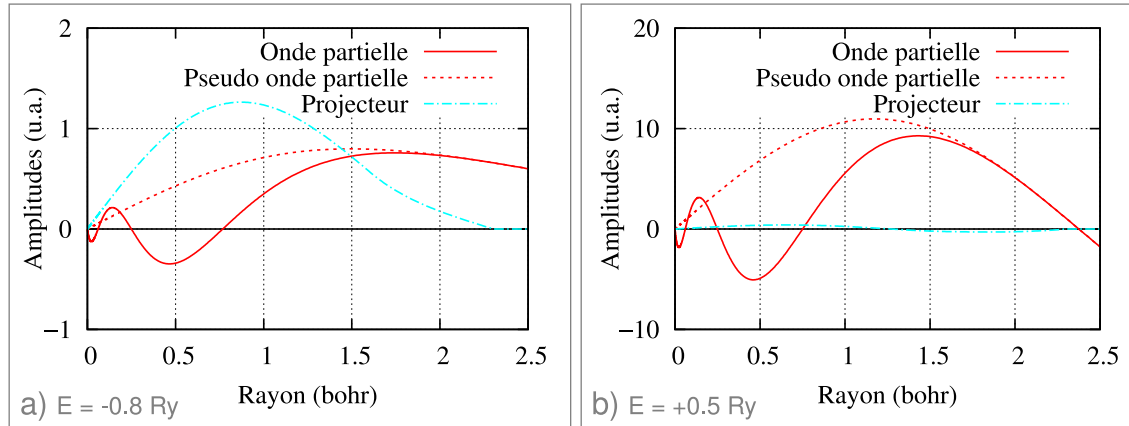 2
1
0
−1
Amplitudes (u.a.)
Onde partielle
Pseudo onde partielle
Projecteur
0
0.5
1
1.5
2
2.5
Rayon (bohr)
a) E = -0.8 Ry
20
10
0
−10
Amplitudes (u.a.)
Onde partielle
Pseudo onde partielle
Projecteur
0
0.5
1
1.5
2
2.5
Rayon (bohr)
b) E = +0.5 Ry